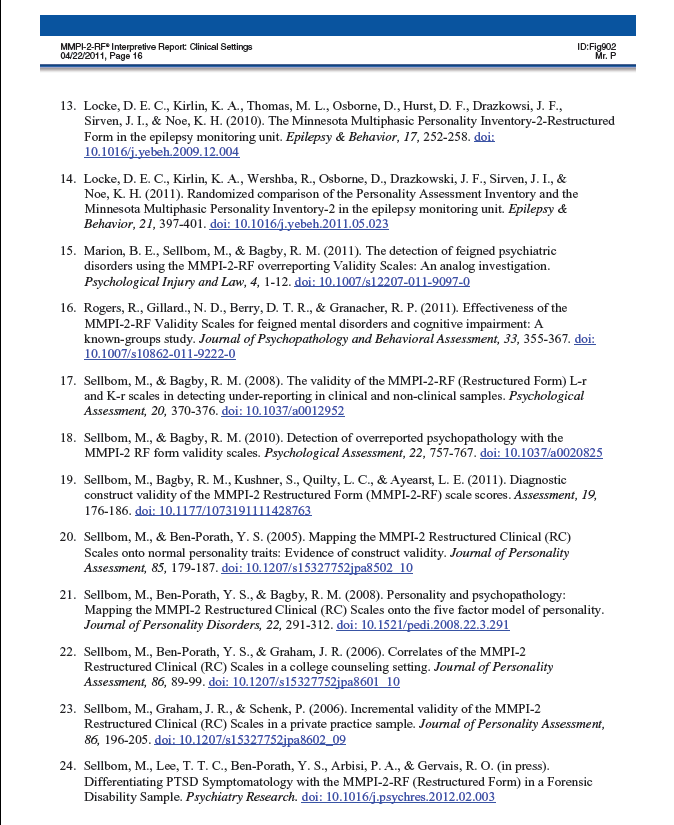 MMPI-2-RF® Interpretive Report: Clinical Settings
ID:Fig902
04/22/2011, Page 16
Mr. P
13. Locke, D. E. C., Kirlin, K. A., Thomas, M. L., Osborne, D., Hurst, D. F., Drazkowsi, J. F.,
Sirven, J. I., & Noe, K. H. (2010). The Minnesota Multiphasic Personality Inventory-2-Restructured
Form in the epilepsy monitoring unit. Epilepsy & Behavior, 17, 252-258. doi:
10.1016/j.yebeh.2009.12.004
14. Locke, D. E. C., Kirlin, K. A., Wershba, R., Osborne, D., Drazkowski, J. F., Sirven, J. I., &
Noe, K. H. (2011). Randomized comparison of the Personality Assessment Inventory and the
Minnesota Multiphasic Personality Inventory-2 in the epilepsy monitoring unit. Epilepsy &
Behavior, 21, 397-401. doi: 10.1016/j.yebeh.2011.05.023
15. Marion, B. E., Sellbom, M., & Bagby, R. M. (2011). The detection of feigned psychiatric
disorders using the MMPI-2-RF overreporting Validity Scales: An analog investigation.
Psychological Injury and Law, 4, 1-12. doi: 10.1007/s12207-011-9097-0
16. Rogers, R., Gillard., N. D., Berry, D. T. R., & Granacher, R. P. (2011). Effectiveness of the
MMPI-2-RF Validity Scales for feigned mental disorders and cognitive impairment: A
known-groups study. Journal of Psychopathology and Behavioral Assessment, 33, 355-367. doi:
10.1007/s10862-011-9222-0
17. Sellbom, M., & Bagby, R. M. (2008). The validity of the MMPI-2-RF (Restructured Form) L-r
and K-r scales in detecting under-reporting in clinical and non-clinical samples. Psychological
Assessment, 20, 370-376. doi: 10.1037/a0012952
18. Sellbom, M., & Bagby, R. M. (2010). Detection of overreported psychopathology with the
MMPI-2 RF form validity scales. Psychological Assessment, 22, 757-767. doi: 10.1037/a0020825
19. Sellbom, M., Bagby, R. M., Kushner, S., Quilty, L. C., & Ayearst, L. E. (2011). Diagnostic
construct validity of the MMPI-2 Restructured Form (MMPI-2-RF) scale scores. Assessment, 19,
176-186. doi: 10.1177/1073191111428763
20. Sellbom, M., & Ben-Porath, Y. S. (2005). Mapping the MMPI-2 Restructured Clinical (RC)
Scales onto normal personality traits: Evidence of construct validity. Journal of Personality
Assessment, 85, 179-187. doi: 10.1207/s15327752jpa8502_10
21. Sellbom, M., Ben-Porath, Y. S., & Bagby, R. M. (2008). Personality and psychopathology:
Mapping the MMPI-2 Restructured Clinical (RC) Scales onto the five factor model of personality.
Journal of Personality Disorders, 22, 291-312. doi: 10.1521/pedi.2008.22.3.291
22. Sellbom, M., Ben-Porath, Y. S., & Graham, J. R. (2006). Correlates of the MMPI-2
Restructured Clinical (RC) Scales in a college counseling setting. Journal of Personality
Assessment, 86, 89-99. doi: 10.1207/s15327752jpa8601_10
23. Sellbom, M., Graham, J. R., & Schenk, P. (2006). Incremental validity of the MMPI-2
Restructured Clinical (RC) Scales in a private practice sample. Journal of Personality Assessment,
86, 196-205. doi: 10.1207/s15327752jpa8602_09
24. Sellbom, M., Lee, T. T. C., Ben-Porath, Y. S., Arbisi, P. A., & Gervais, R. O. (in press).
Differentiating PTSD Symptomatology with the MMPI-2-RF (Restructured Form) in a Forensic
Disability Sample. Psychiatry Research. doi: 10.1016/j.psychres.2012.02.003